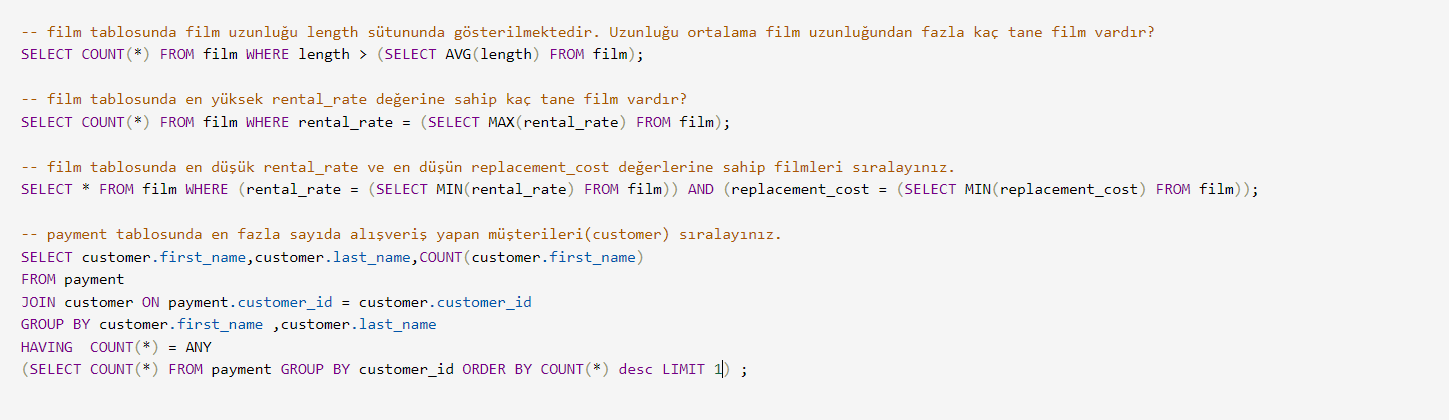 -- film tablosunda film uzunluğu length sütununda gösterilmektedir. Uzunluğu ortalama film uzunluğundan fazla kaç tane film vardır?
SELECT COUNT(*) FROM film WHERE length > (SELECT AVG(length) FROM film);
-- film tablosunda en yüksek rental_rate değerine sahip kaç tane film vardır?
SELECT COUNT(*) FROM film WHERE rental_rate = (SELECT MAX(rental_rate) FROM film);
-- film tablosunda en düşük rental_rate ve en düşün replacement_cost değerlerine sahip filmleri sıralayınız.
SELECT * FROM film WHERE (rental_rate = (SELECT MIN(rental_rate) FROM film)) AND (replacement_cost = (SELECT MIN(replacement_cost) FROM film));
-- payment tablosunda en fazla sayıda alışveriş yapan müşterileri(customer) sıralayınız.
SELECT customer.first_name,customer.last_name,COUNT(customer.first_name)
FROM payment
JOIN customer ON payment.customer_id = customer.customer_id
GROUP BY customer.first_name ,customer.last_name
HAVING  COUNT(*) = ANY
(SELECT COUNT(*) FROM payment GROUP BY customer_id ORDER BY COUNT(*) desc LIMIT 1) ;